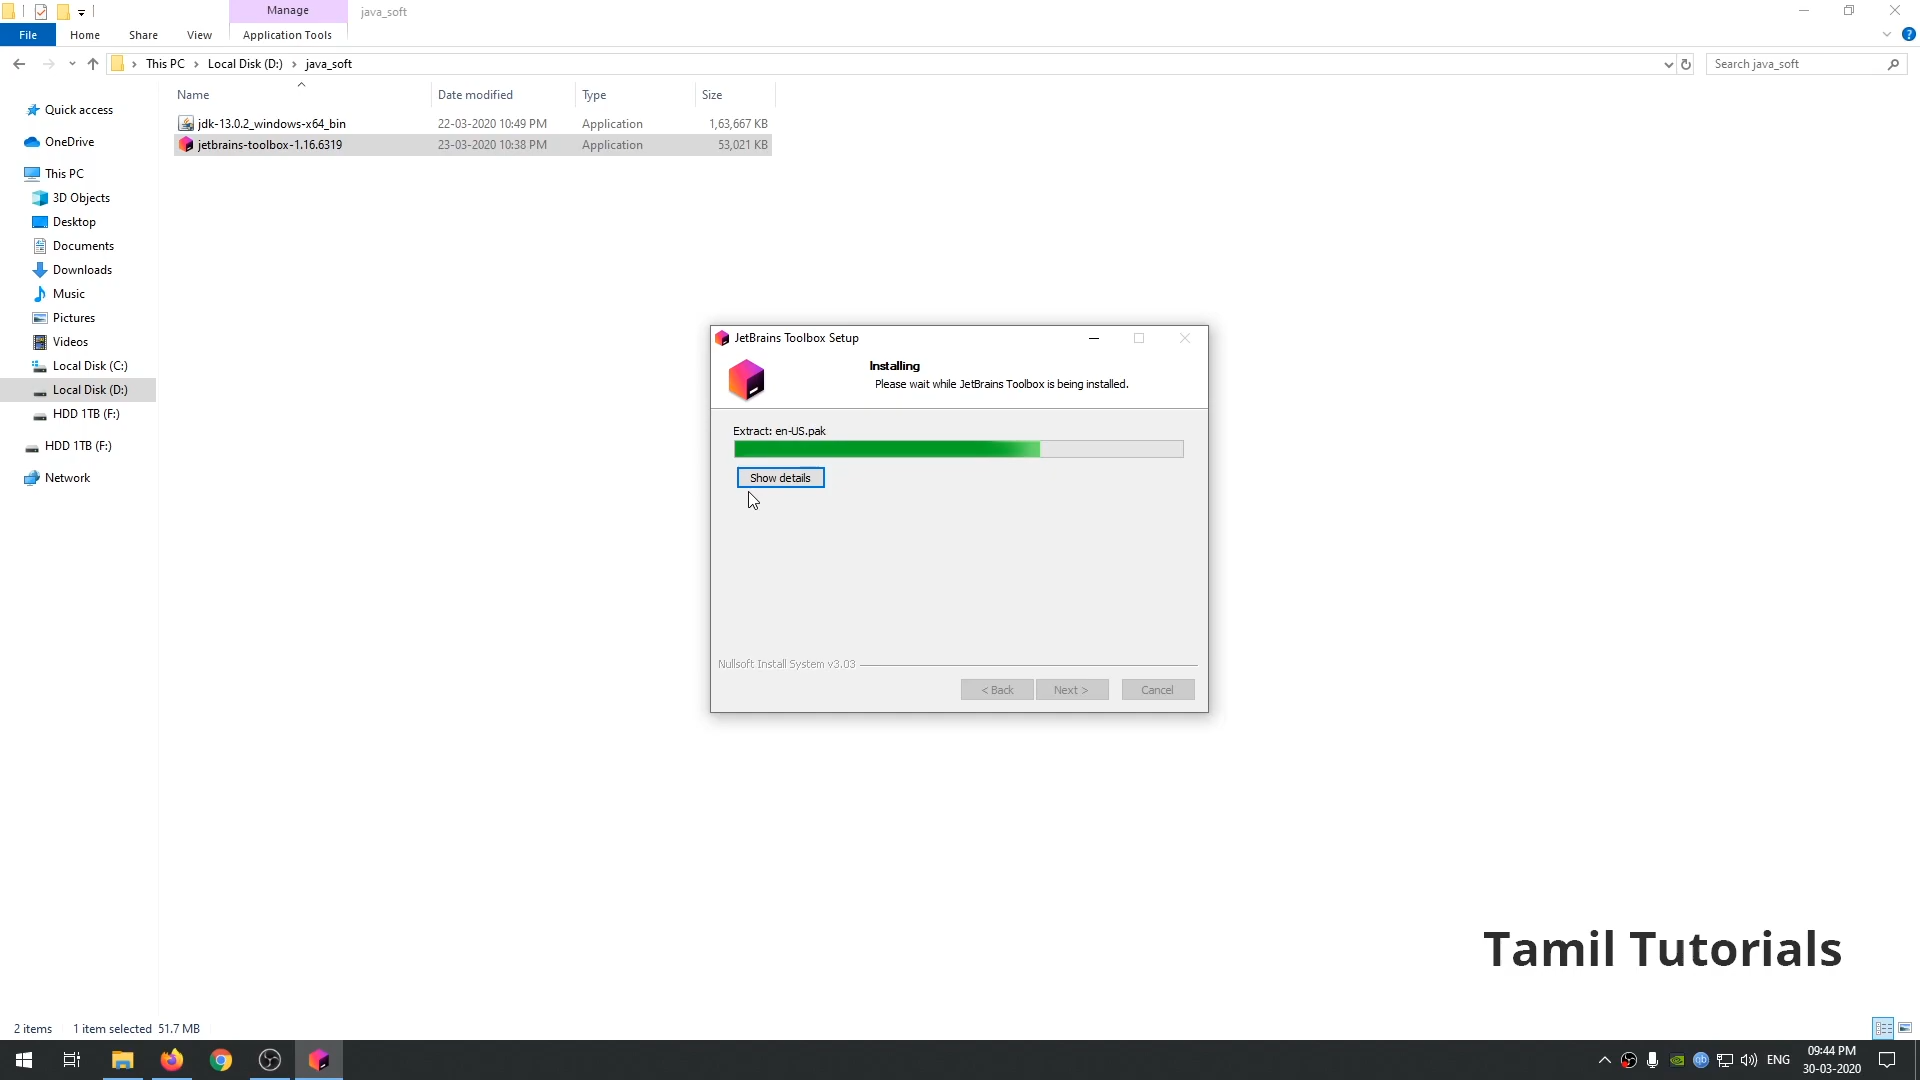 Manage
java_soft
File
Home
Share
View
Application Tools
This PC
Local Disk (D:)
java_soft
Search java_soft
Name
Date modified
Type
Size
jdk-13.0.2_windows-x64_bin
22-03-2020 10:49 PM
Application
1,63,667 KB
jetbrains-toolbox-1.16.6319
23-03-2020 10:38 PM
Application
53,021 KB
Quick access
OneDrive
This PC
3D Objects
Desktop
Documents
Downloads
Music
Pictures
Videos
Local Disk (C:)
Local Disk (D:)
HDD 1TB (F:)
HDD 1TB (F:)
Network
JetBrains Toolbox Setup
Installing
Please wait while JetBrains Toolbox is being installed.
Extract: en-US.pak
Show details
Nullsoft Install System v3.03
< Back
Next >
Cancel
Tamil Tutorials
2 items
1 item selected 51.7 MB
ENG
09:44 PM
30-03-2020